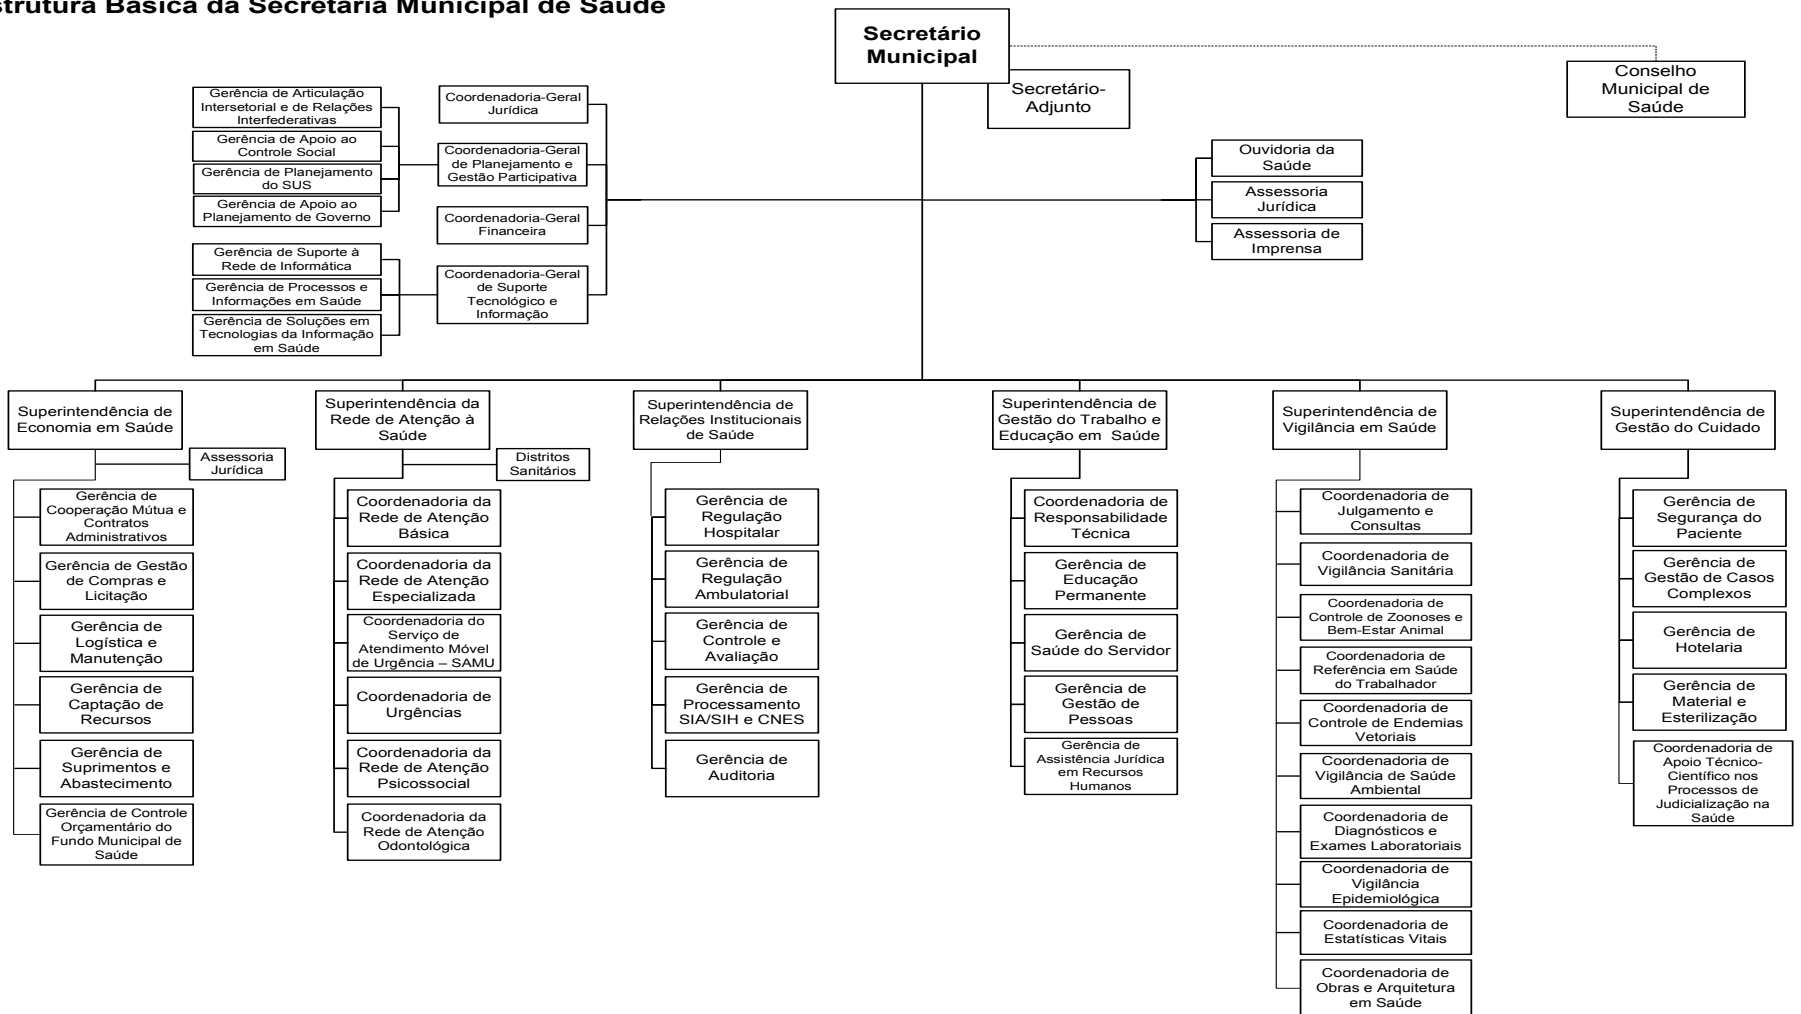 strutura Básica da Secretaria Municipal de Saúde
Secretário
Municipal
Secretário-
Adjunto
Conselho
Municipal de
Saúde
Gerência de Articulação
Intersetorial e de Relações
Interfederativas
Gerência de Apoio ao
Controle Social
Gerência de Planejamento
do SUS
Gerência de Apoio ao
Planejamento de Governo
Gerência de Suporte à
Rede de Informática
Gerência de Processos e
Informações em Saúde
Gerência de Soluções em
Tecnologias da Informação
em Saúde
Coordenadoria-Geral
Jurídica
Coordenadoria-Geral
de Planejamento e
Gestão Participativa
Coordenadoria-Geral
Financeira
Coordenadoria-Geral
de Suporte
Tecnológico e
Informação
Ouvidoria da
Saúde
Assessoria
Jurídica
Assessoria de
Imprensa
Superintendência de
Economia em Saúde
Assessoria
Jurídica
Gerência de
Cooperação Mútua e
Contratos
Administrativos
Gerência de Gestão
de Compras e
Licitação
Gerência de
Logística e
Manutenção
Gerência de
Captação de
Recursos
Gerência de
Suprimentos e
Abastecimento
Gerência de Controle
Orçamentário do
Fundo Municipal de
Saúde
Superintendência da
Rede de Atenção à
Saúde
Distritos
Sanitários
Coordenadoria da
Rede de Atenção
Básica
Coordenadoria da
Rede de Atenção
Especializada
Coordenadoria do
Serviço de
Atendimento Móvel
de Urgência – SAMU
Coordenadoria de
Urgências
Coordenadoria da
Rede de Atenção
Psicossocial
Coordenadoria da
Rede de Atenção
Odontológica
Superintendência de
Relações Institucionais
de Saúde
Gerência de
Regulação
Hospitalar
Gerência de
Regulação
Ambulatorial
Gerência de
Controle e
Avaliação
Gerência de
Processamento
SIA/SIH e CNES
Gerência de
Auditoria
Superintendência de
Gestão do Trabalho e
Educação em  Saúde
Coordenadoria de
Responsabilidade
Técnica
Gerência de
Educação
Permanente
Gerência de
Saúde do Servidor
Gerência de
Gestão de
Pessoas
Gerência de
Assistência Jurídica
em Recursos
Humanos
Superintendência de
Vigilância em Saúde
Coordenadoria de
Julgamento e
Consultas
Coordenadoria de
Vigilância Sanitária
Coordenadoria de
Controle de Zoonoses e
Bem-Estar Animal
Coordenadoria de
Referência em Saúde
do Trabalhador
Coordenadoria de
Controle de Endemias
Vetoriais
Coordenadoria de
Vigilância de Saúde
Ambiental
Coordenadoria de
Diagnósticos e
Exames Laboratoriais
Coordenadoria de
Vigilância
Epidemiológica
Coordenadoria de
Estatísticas Vitais
Coordenadoria de
Obras e Arquitetura
em Saúde
Superintendência de
Gestão do Cuidado
Gerência de
Segurança do
Paciente
Gerência de
Gestão de Casos
Complexos
Gerência de
Hotelaria
Gerência de
Material e
Esterilização
Coordenadoria de
Apoio Técnico-
Científico nos
Processos de
Judicialização na
Saúde